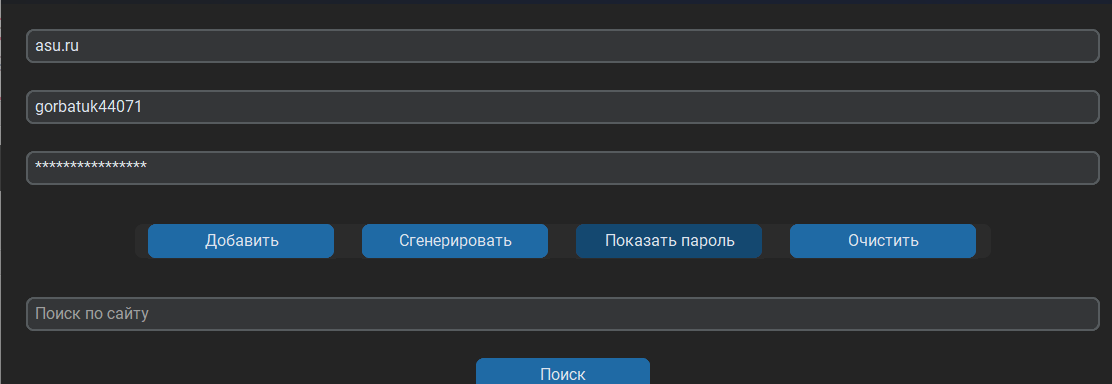 asu.ru
gorbatuk44071
****************
Добавить Сгенерировать Показать пароль Очистить
Поиск по сайту
Поиск